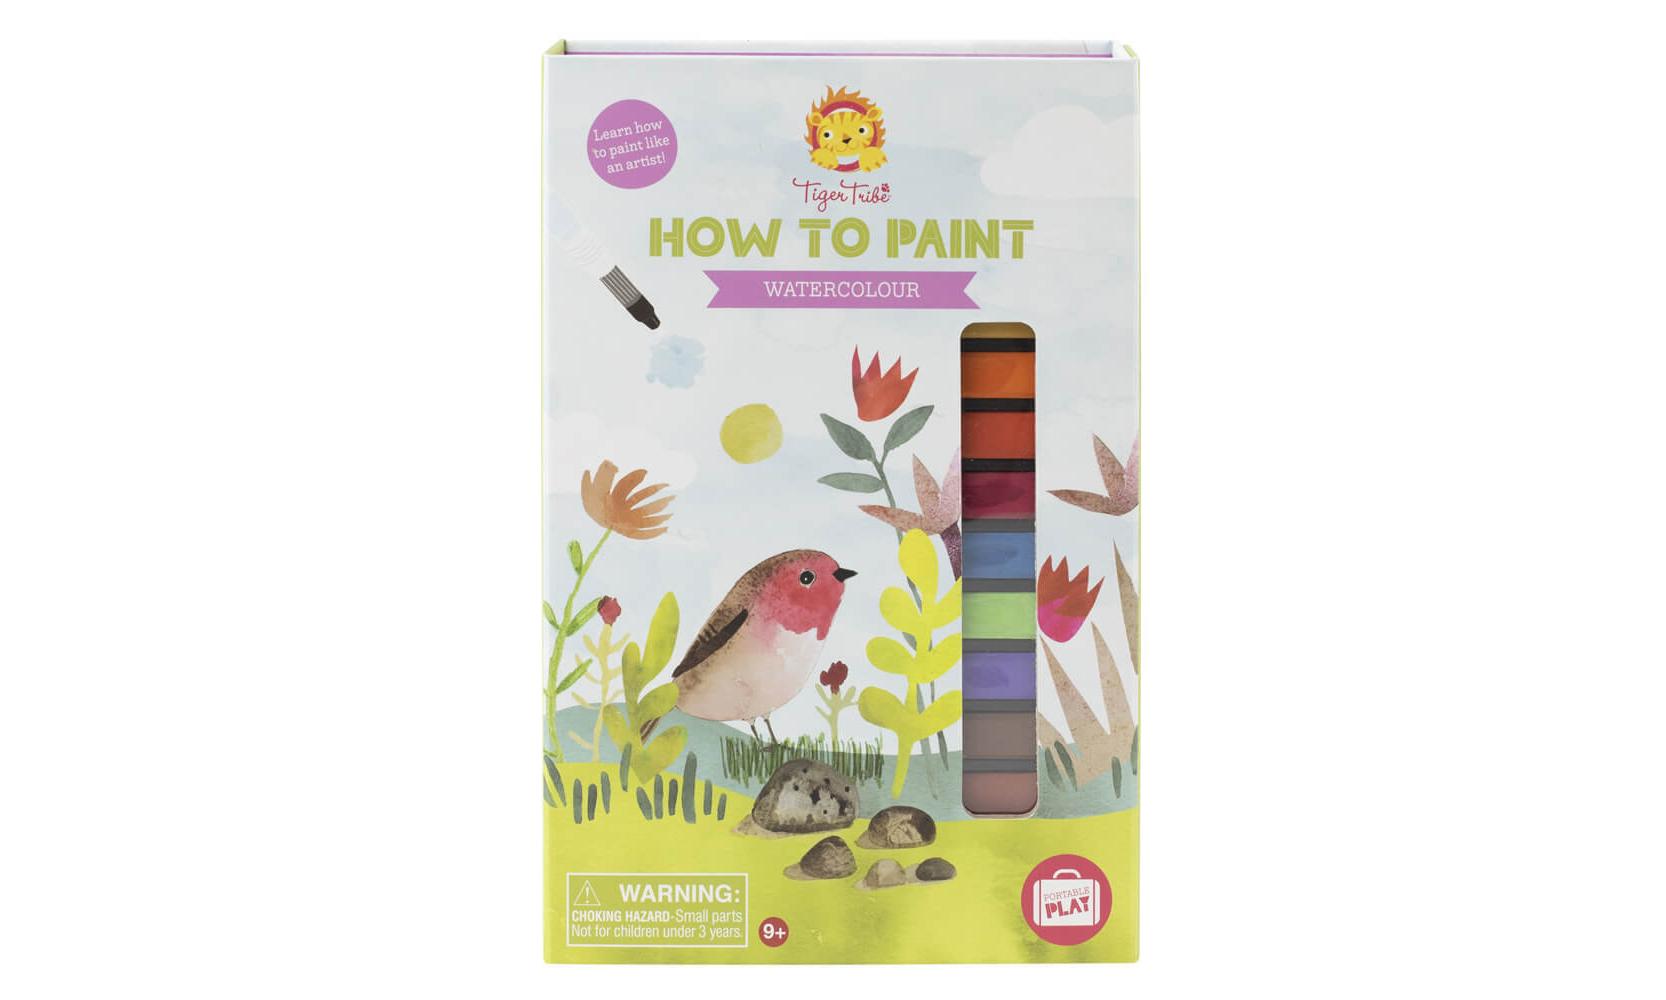 Learn how
to paint like
an artist!
Tiger Tribe
HOW TO PAINT
WATERCOLOUR
WARNING:
CHOKING HAZARD-Small parts
Not for children under 3 years.
9+
PORTABLE
PLAY